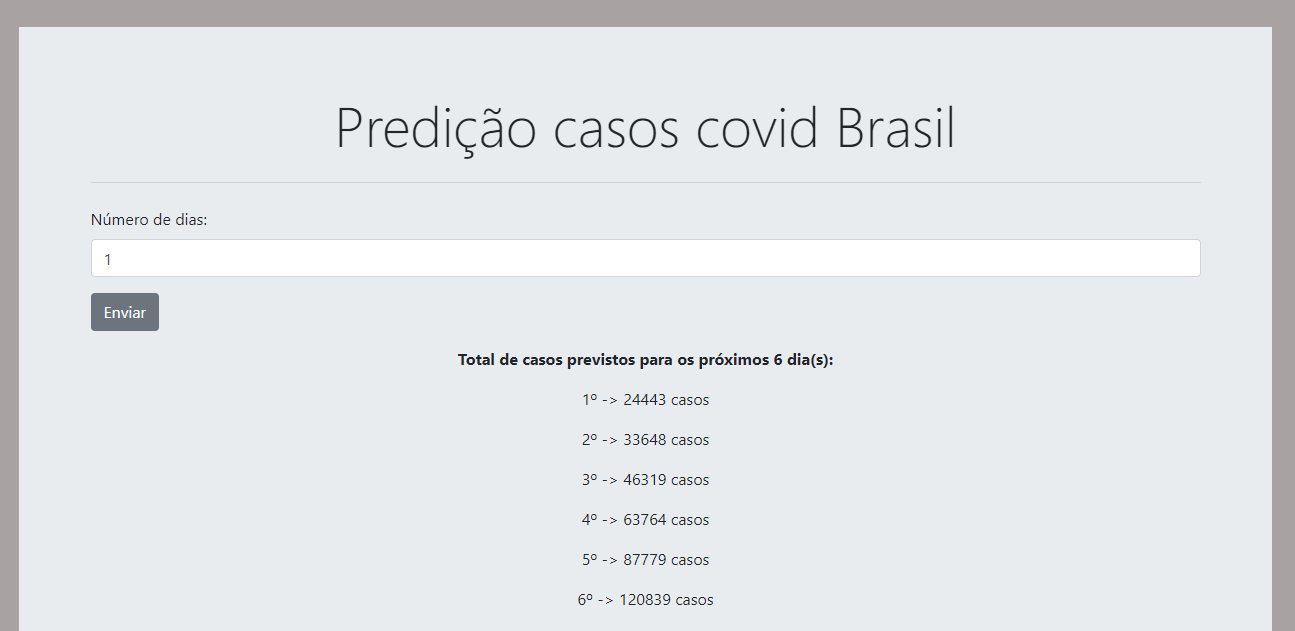 Predição casos covid Brasil
Número de dias:
1
Enviar
Total de casos previstos para os próximos 6 dia(s):
1º -> 24443 casos
2º -> 33648 casos
3º -> 46319 casos
4º -> 63764 casos
5º -> 87779 casos
6º -> 120839 casos